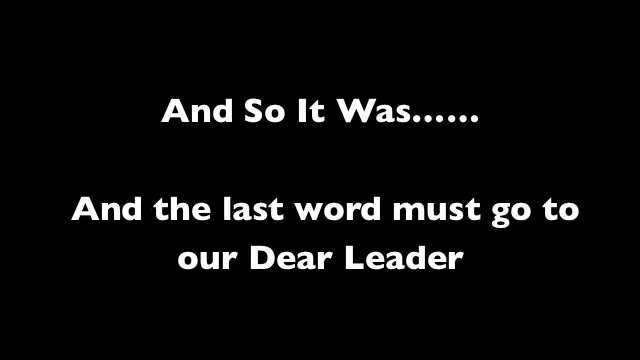 And So It Was......
And the last word must go to
our Dear Leader